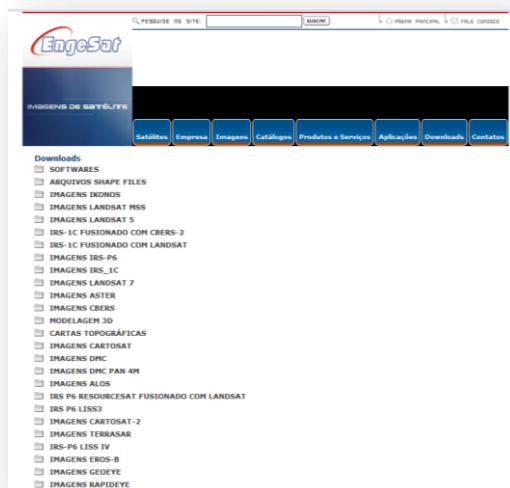 PESQUISE NO SITE: BUSCAR PÁGINA PRINCIPAL FALE CONOSCO
EngeSat
IMAGENS DE SATÉLITE
Satélites Empresa Imagens Catálogos Produtos e Serviços Aplicações Downloads Contatos
Downloads
SOFTWARES
ARQUIVOS SHAPE FILES
IMAGENS IKONOS
IMAGENS LANDSAT MSS
IMAGENS LANDSAT 5
IRS-1C FUSIONADO COM CBERS-2
IRS-1C FUSIONADO COM LANDSAT
IMAGENS IRS-P6
IMAGENS IRS_1C
IMAGENS LANDSAT 7
IMAGENS ASTER
IMAGENS CBERS
MODELAGEM 3D
CARTAS TOPOGRÁFICAS
IMAGENS CARTOSAT
IMAGENS DMC
IMAGENS DMC PAN 4M
IMAGENS ALOS
IRS P6 RESOURCESAT FUSIONADO COM LANDSAT
IRS P6 LISS3
IMAGENS CARTOSAT-2
IMAGENS TERRASAR
IRS-P6 LISS IV
IMAGENS EROS-B
IMAGENS GEOEYE
IMAGENS RAPIDEYE